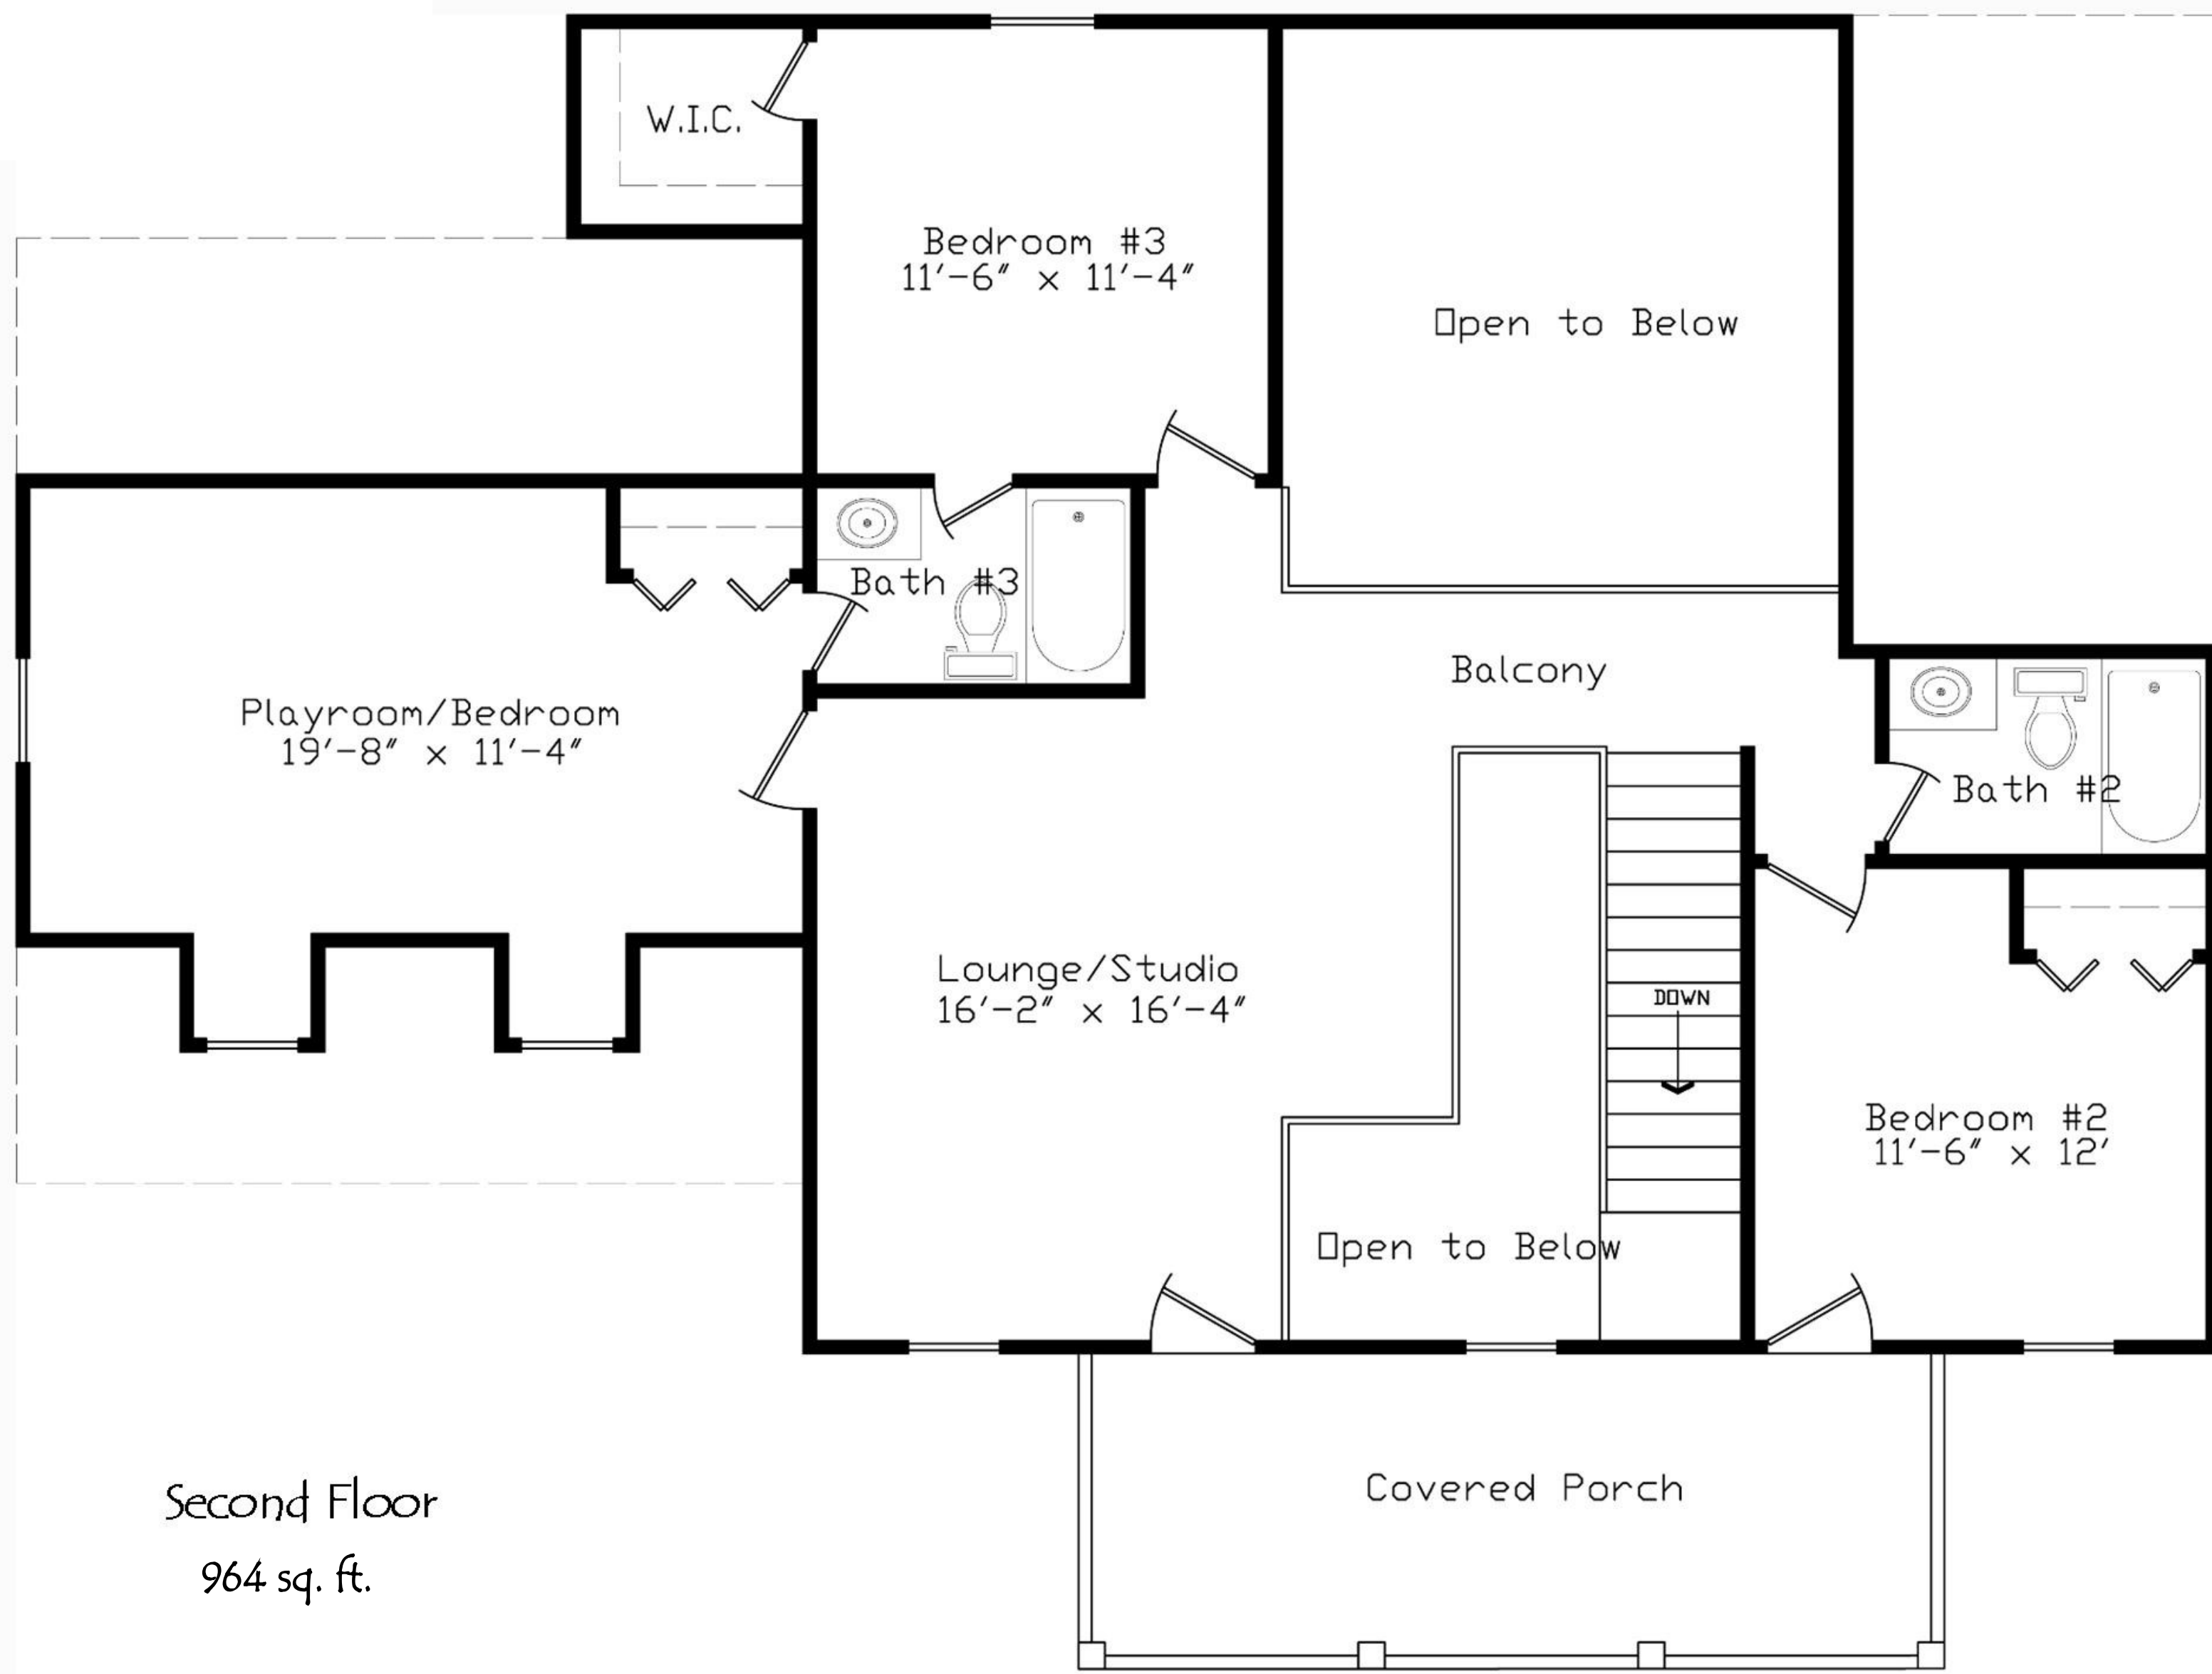 W.I.C.
Bedroom #3
11'-6" x 11'-4"
Open to Below
Bath #3
Balcony
Playroom/Bedroom
19'-8" x 11'-4"
Bath #2
Lounge/Studio
16'-2" x 16'-4"
DOWN
Bedroom #2
11'-6" x 12'
Open to Below
Covered Porch
Second Floor
964 sq. ft.